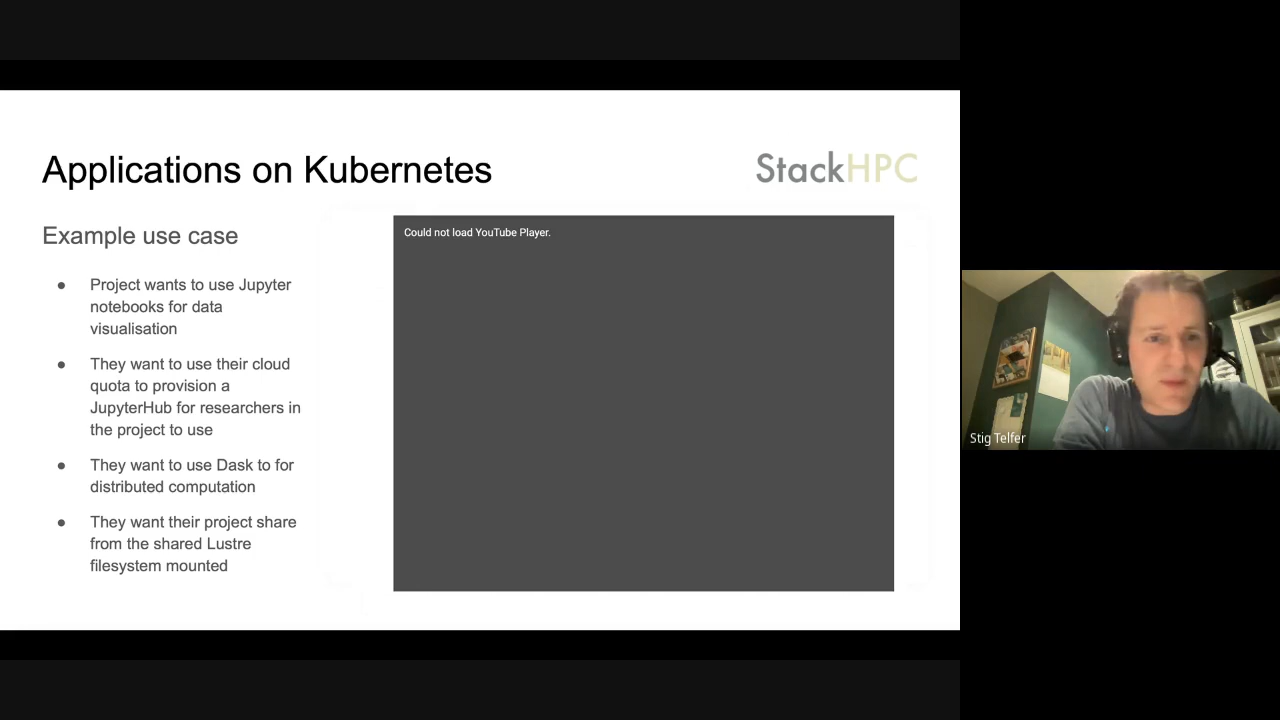 Applications on Kubernetes
StackHPC
Example use case
● Project wants to use Jupyter
notebooks for data
visualisation
● They want to use their cloud
quota to provision a
JupyterHub for researchers in
the project to use
● They want to use Dask to for
distributed computation
● They want their project share
from the shared Lustre
filesystem mounted
Could not load YouTube Player.
Stig Telfer